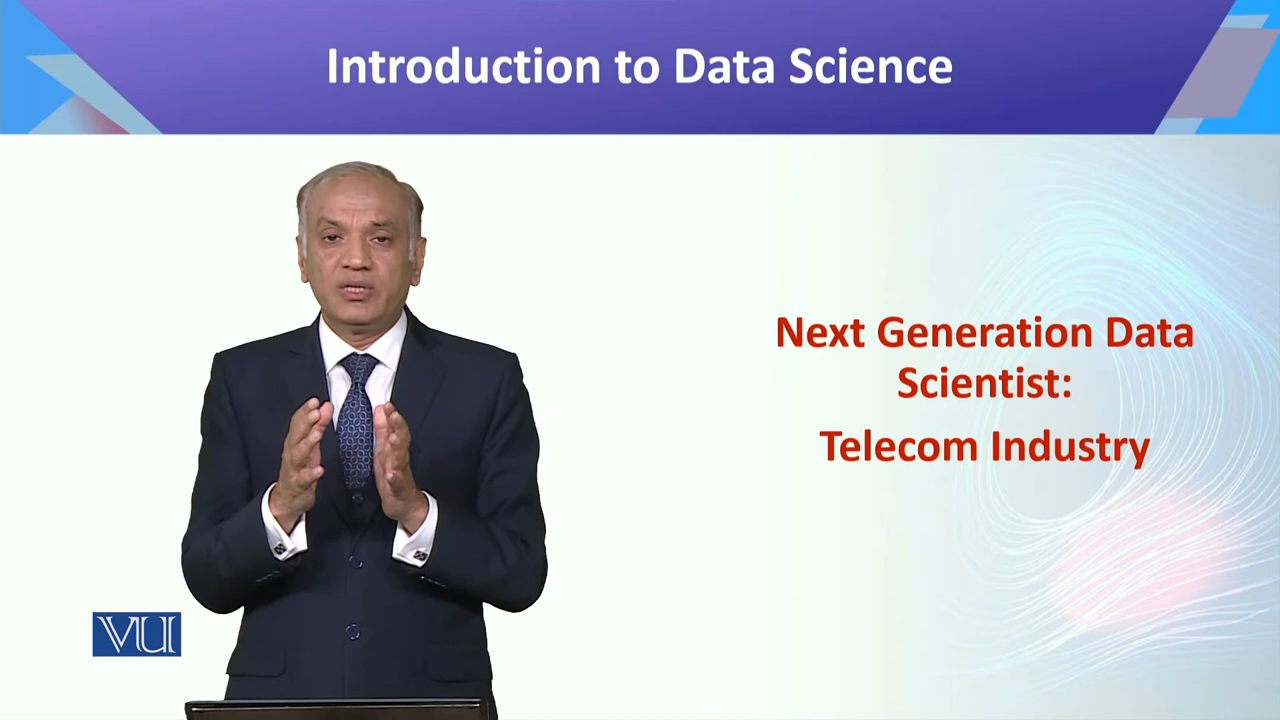 Introduction to Data Science
Next Generation Data
Scientist:
Telecom Industry
VU